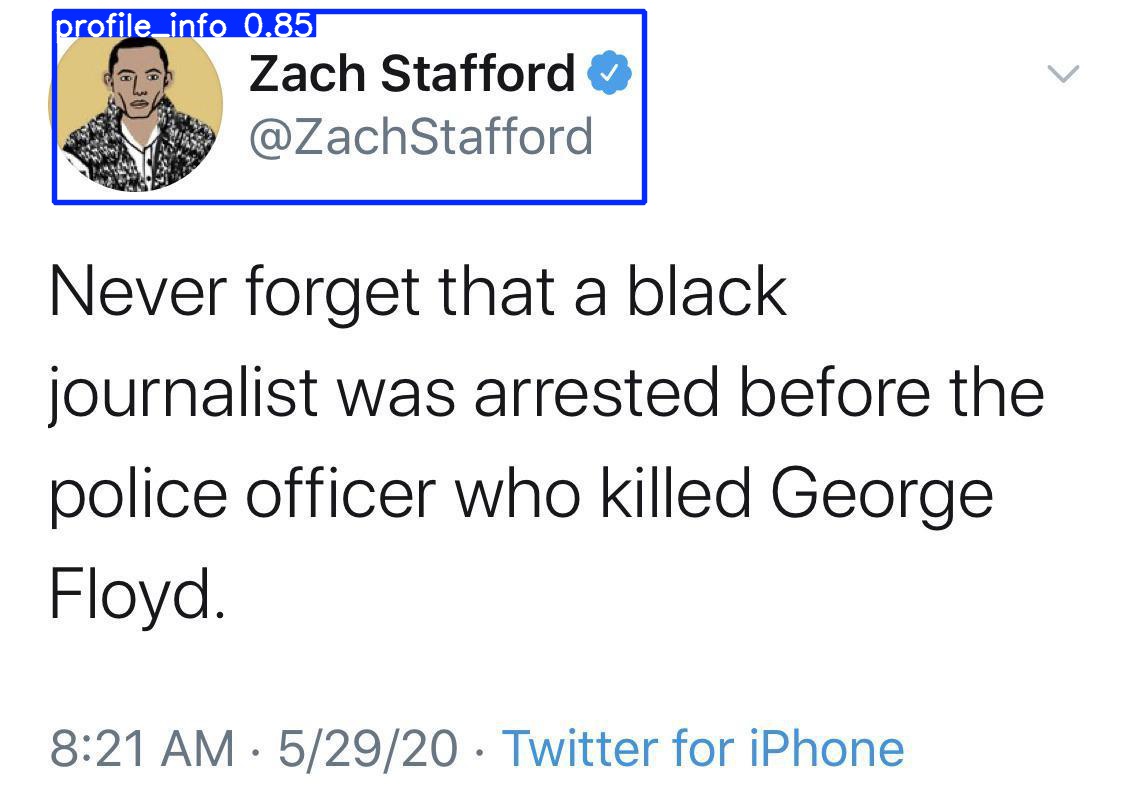 profile_info 0.85
Zach Stafford
@ZachStafford
Never forget that a black
journalist was arrested before the
police officer who killed George
Floyd.
8:21 AM · 5/29/20 · Twitter for iPhone